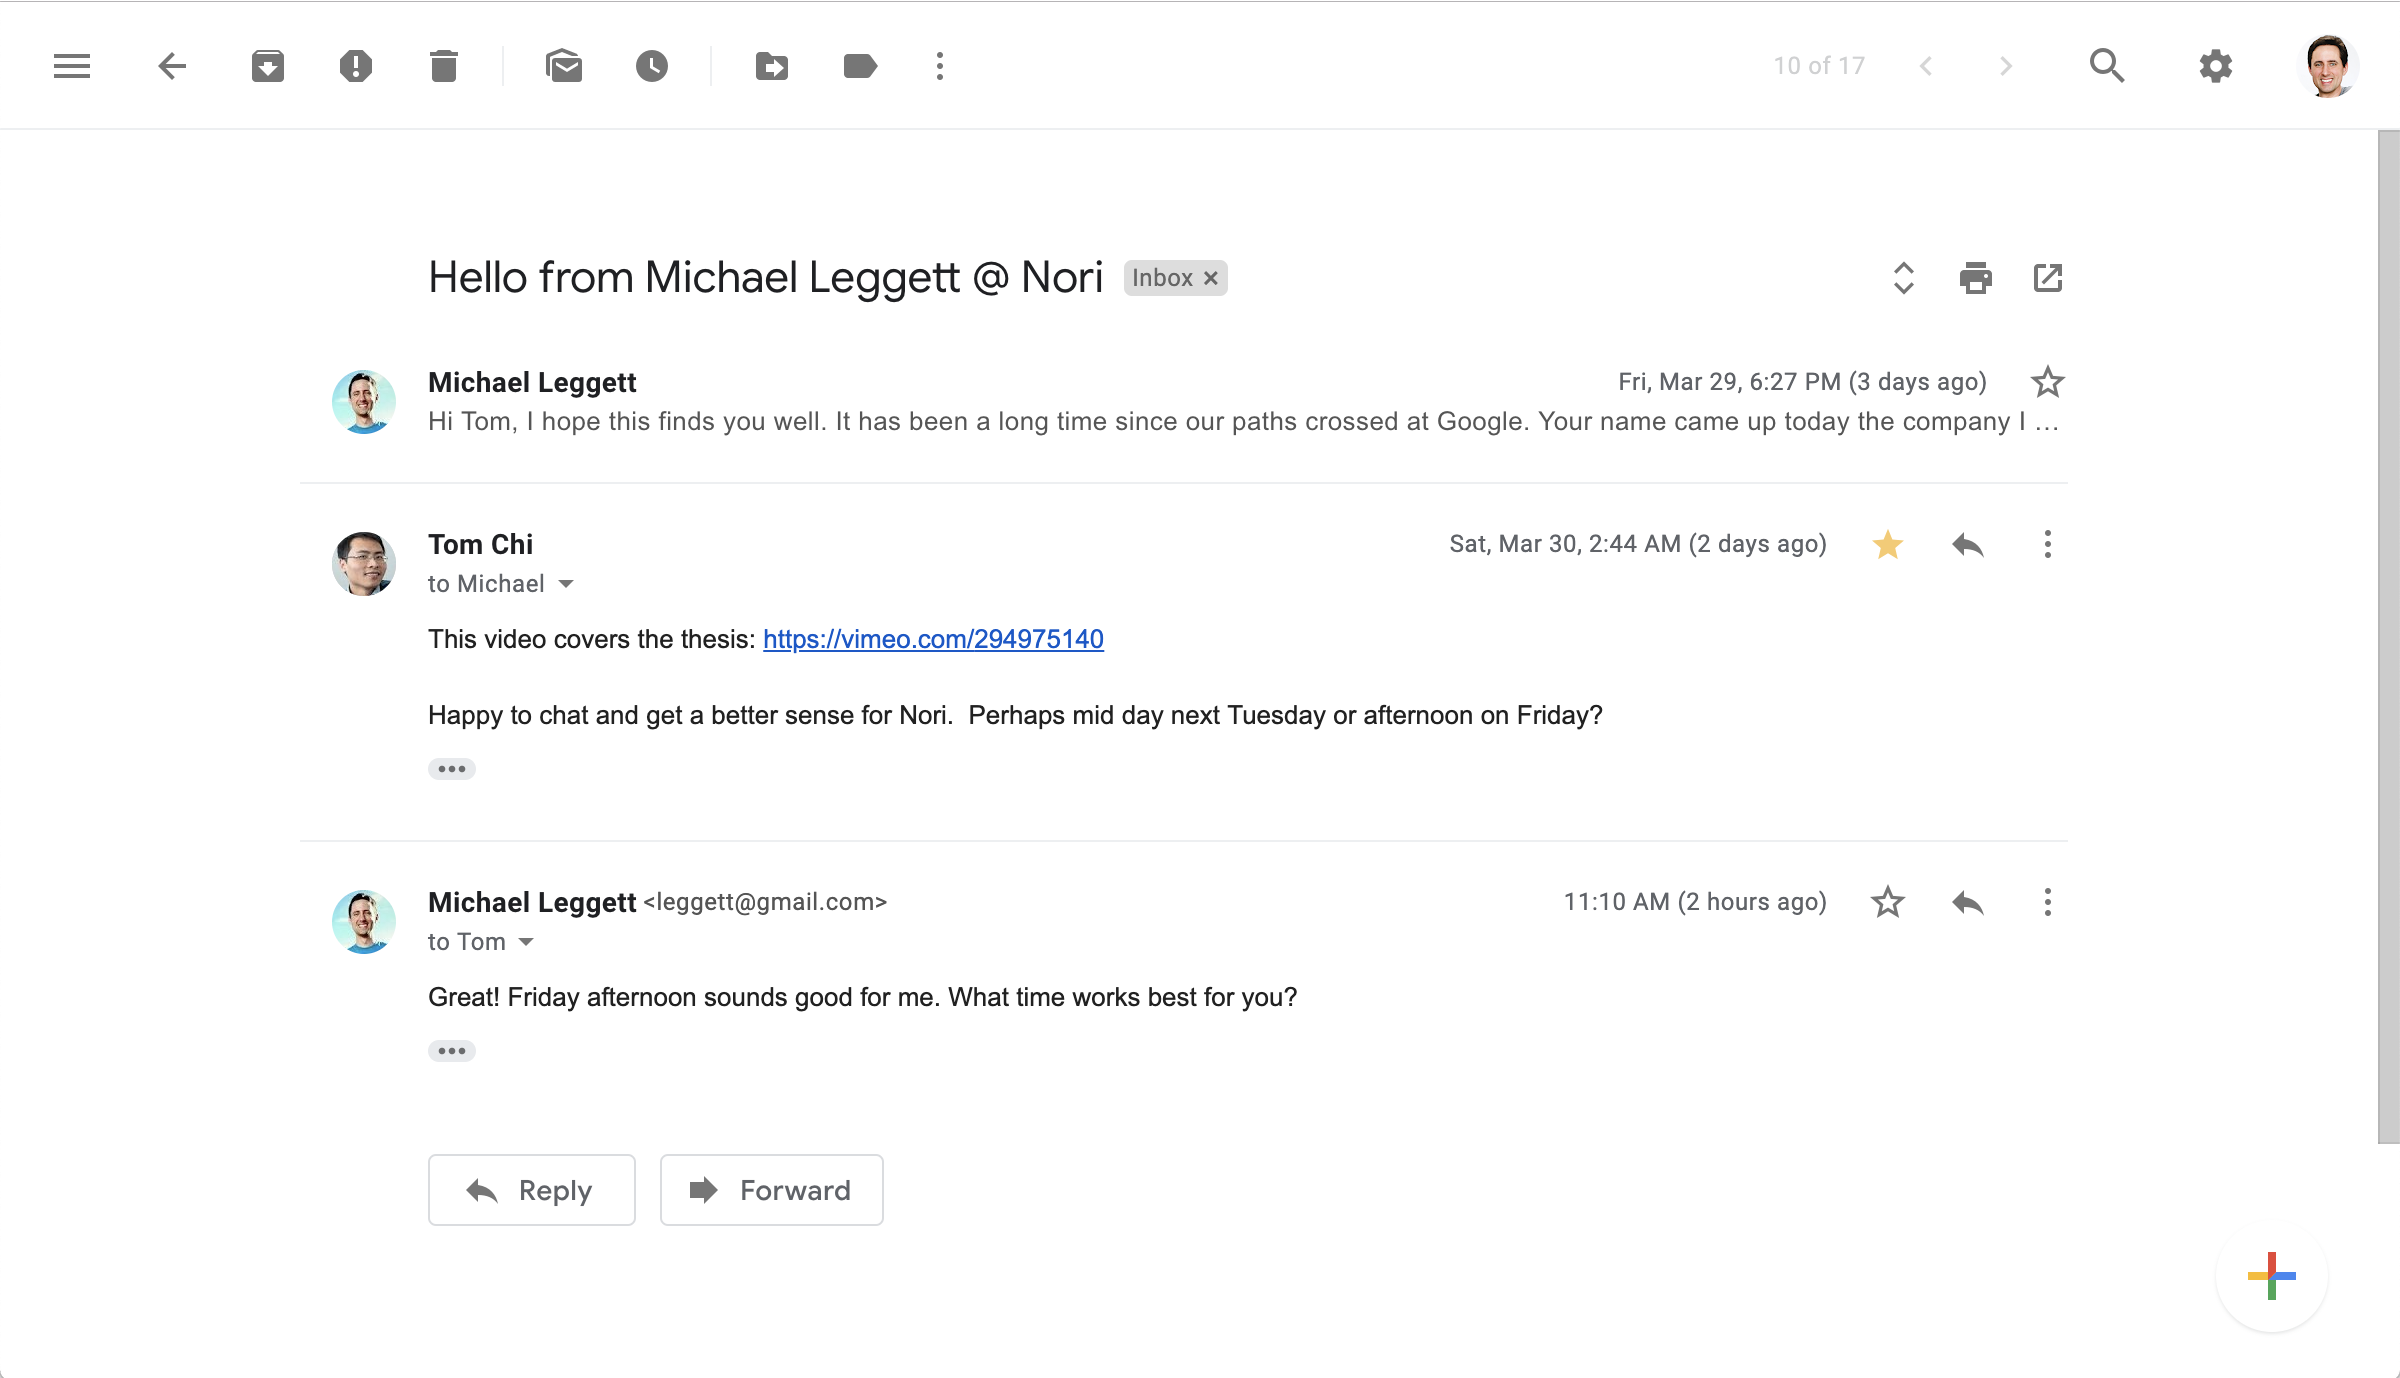 10 of 17
Hello from Michael Leggett @ Nori Inbox ×
Michael Leggett Fri, Mar 29, 6:27 PM (3 days ago)
Hi Tom, I hope this finds you well. It has been a long time since our paths crossed at Google. Your name came up today the company I …
Tom Chi Sat, Mar 30, 2:44 AM (2 days ago)
to Michael
This video covers the thesis: https://vimeo.com/294975140
Happy to chat and get a better sense for Nori.  Perhaps mid day next Tuesday or afternoon on Friday?
Michael Leggett <leggett@gmail.com> 11:10 AM (2 hours ago)
to Tom
Great! Friday afternoon sounds good for me. What time works best for you?
Reply Forward